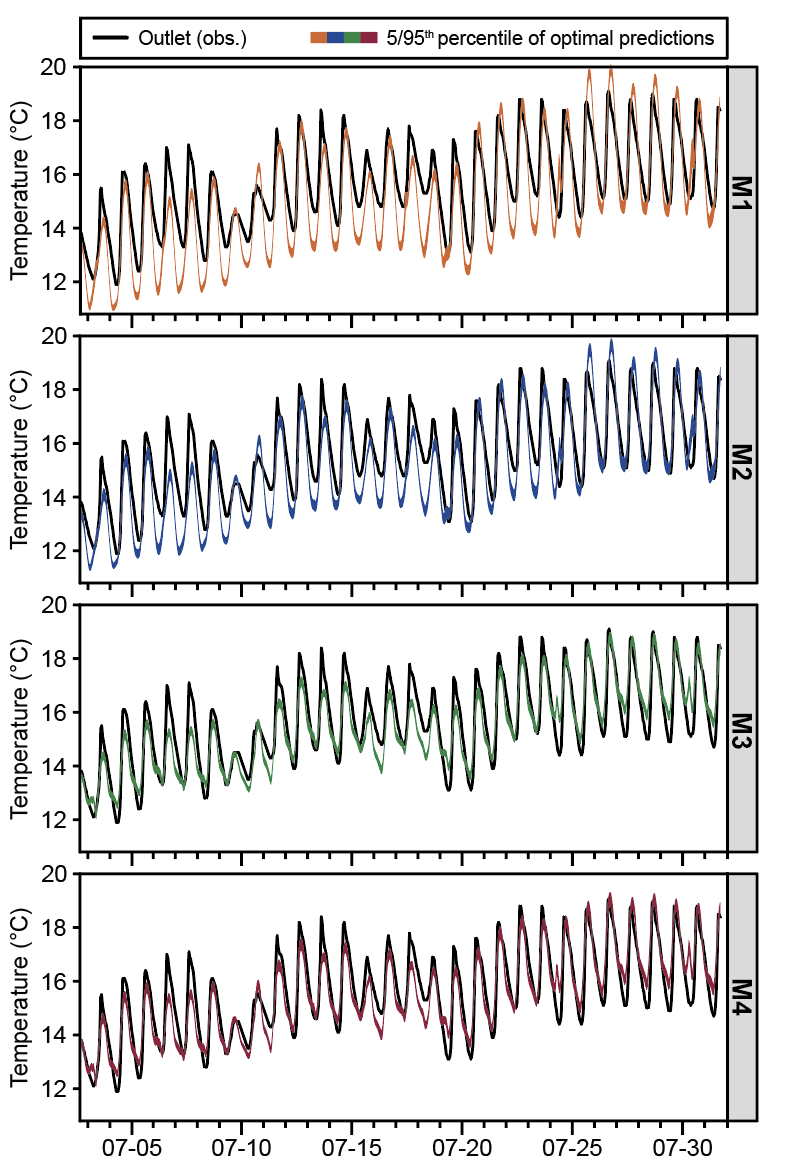 Outlet (obs.) 5/95th percentile of optimal predictions
20
18
16
14
12
Temperature (°C)
M1
20
18
16
14
12
Temperature (°C)
M2
20
18
16
14
12
Temperature (°C)
M3
20
18
16
14
12
Temperature (°C)
M4
07-05 07-10 07-15 07-20 07-25 07-30